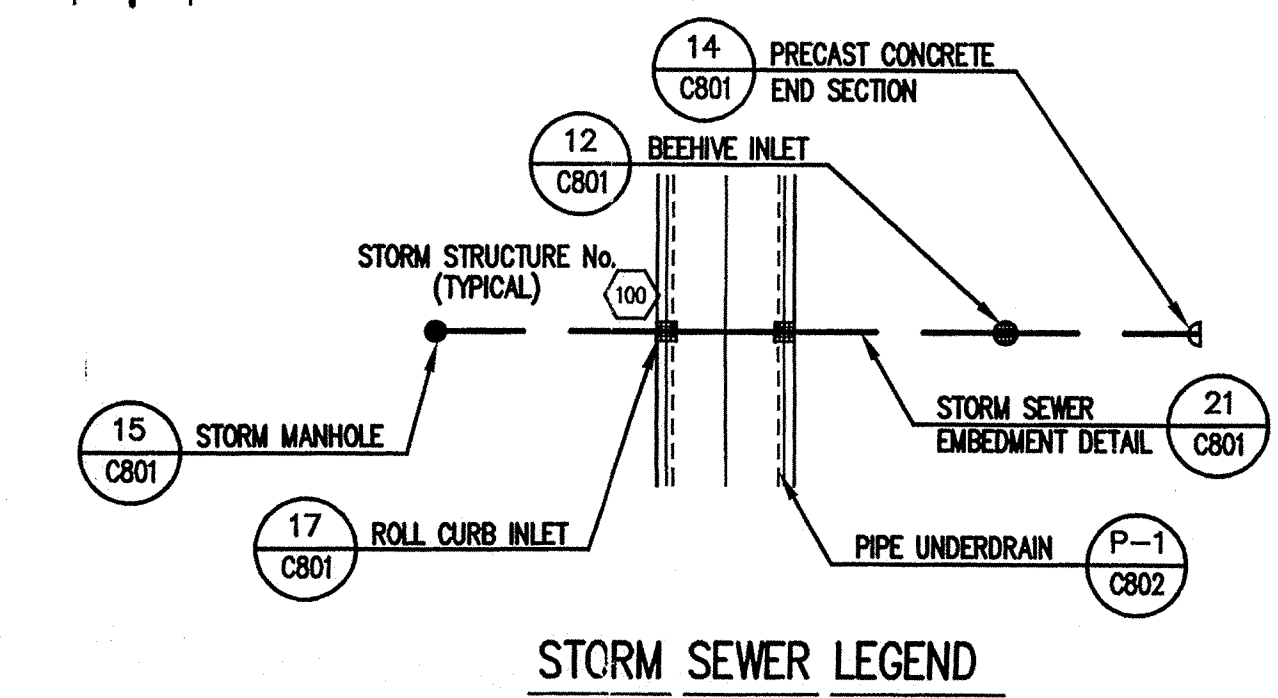 14
C801
PRECAST CONCRETE
END SECTION
12
C801
BEEHIVE INLET
STORM STRUCTURE No.
(TYPICAL)
100
15
C801
STORM MANHOLE
STORM SEWER
EMBEDMENT DETAIL
21
C801
17
C801
ROLL CURB INLET
PIPE UNDERDRAIN
P-1
C802
STORM SEWER LEGEND